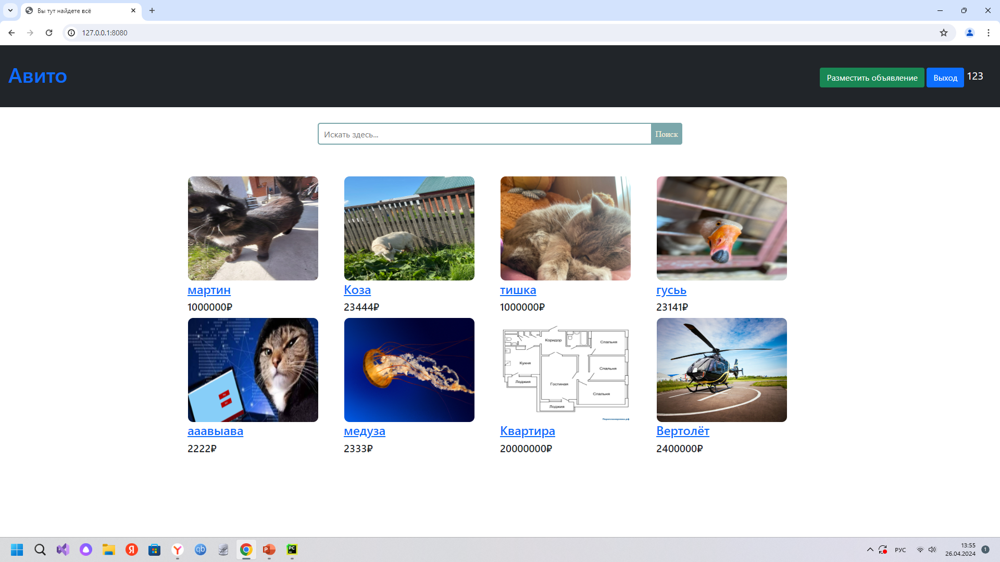 Вы тут найдете всё
127.0.0.1:8080
Авито
Разместить объявление
Выход
123
Искать здесь...
Поиск
мартин
Коза
тишка
гусьь
1000000₽
23444₽
1000000₽
23141₽
Коридор
Спальня
Кухня
Спальня
Лоджия
Гостиная
Спальня
Лоджия
Перепланировка.рф
ааавыава
медуза
Квартира
Вертолёт
2222₽
2333₽
20000000₽
2400000₽
РУС
13:55
26.04.2024
1